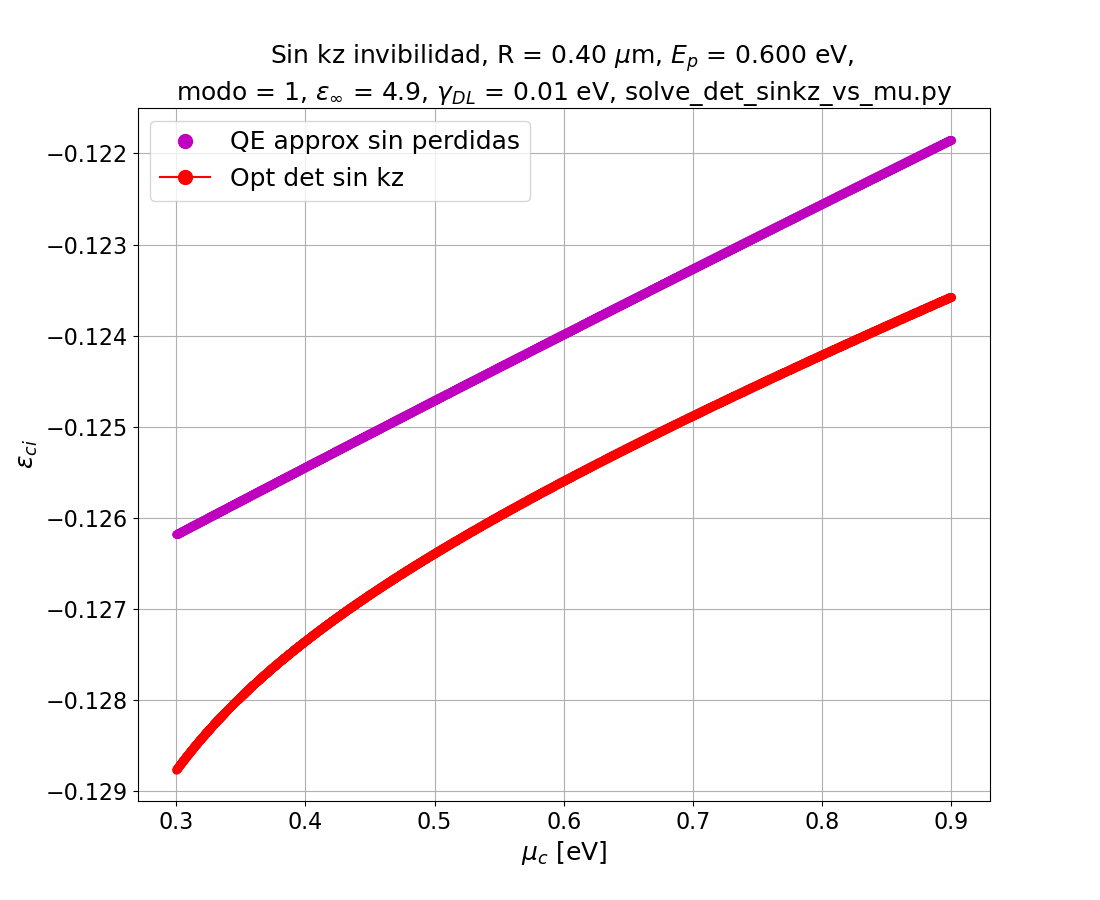 Sin kz invibilidad, R = 0.40 μm, E_p = 0.600 eV,
modo = 1, ε_∞ = 4.9, γ_DL = 0.01 eV, solve_det_sinkz_vs_mu.py
QE approx sin perdidas
Opt det sin kz
−0.122
−0.123
−0.124
−0.125
−0.126
−0.127
−0.128
−0.129
ε_ci
0.3 0.4 0.5 0.6 0.7 0.8 0.9
μ_c [eV]